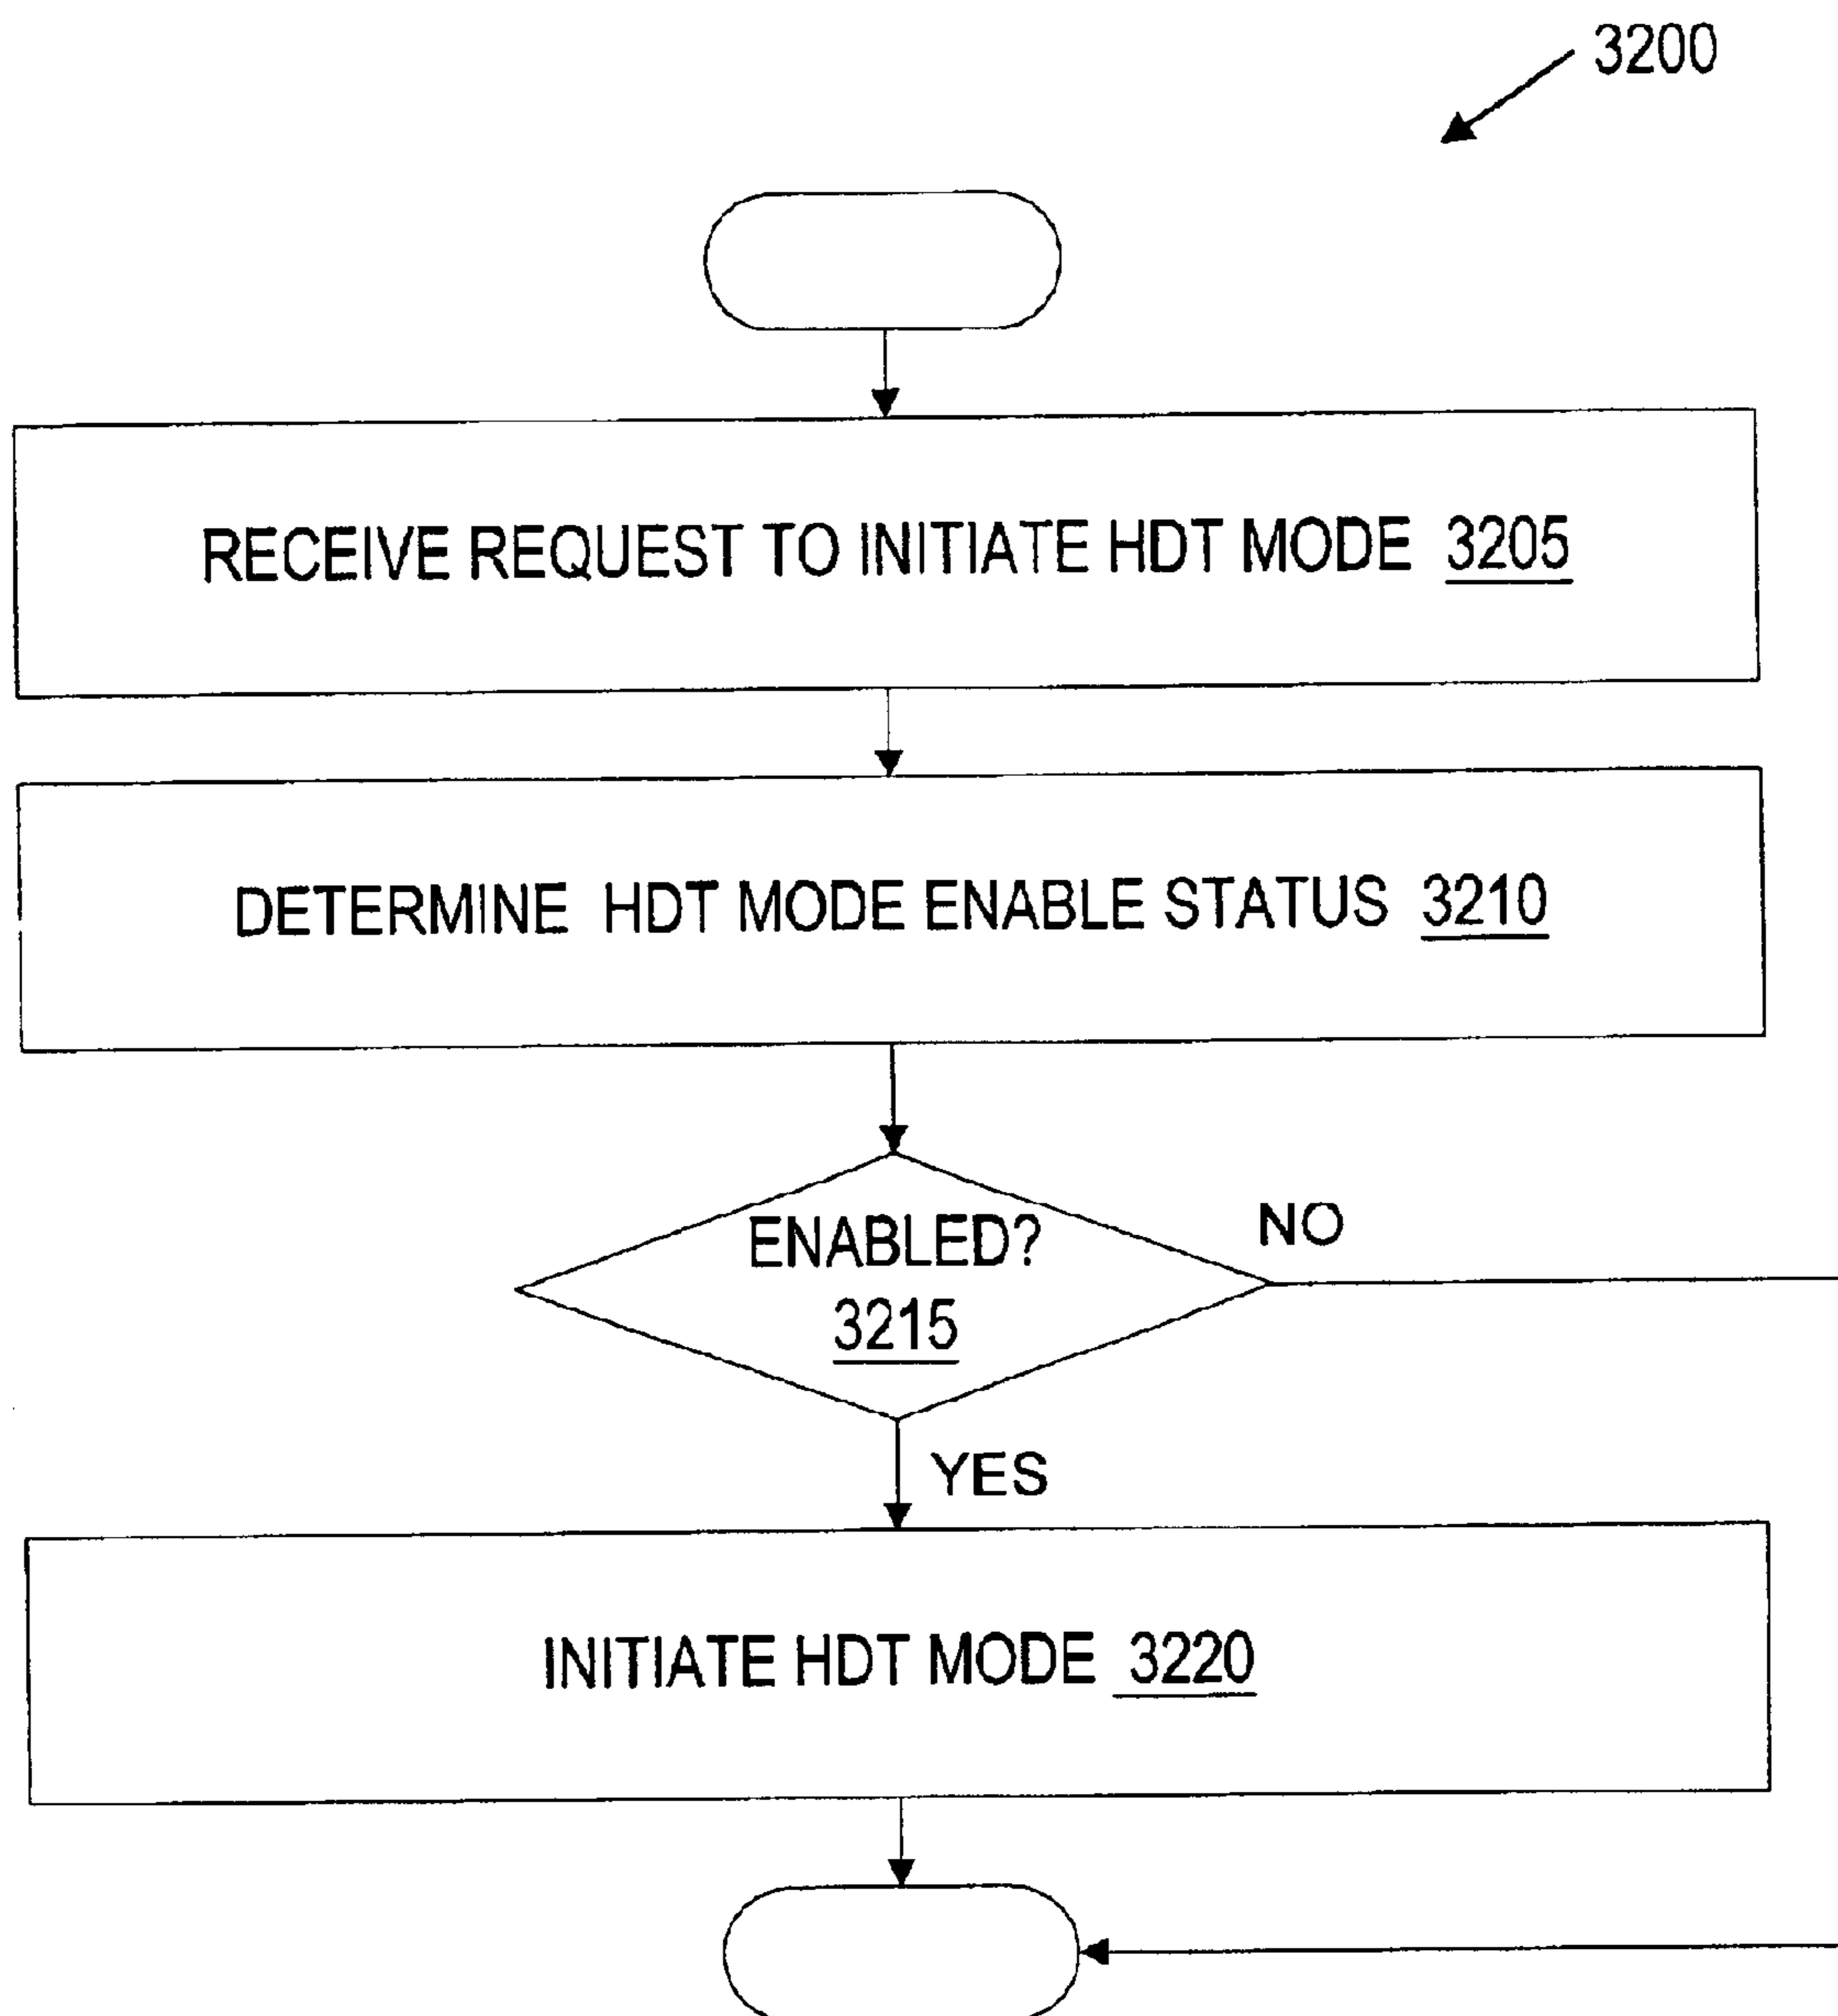 3200
RECEIVE REQUEST TO INITIATE HDT MODE 3205
DETERMINE HDT MODE ENABLE STATUS 3210
ENABLED?
3215
NO
YES
INITIATE HDT MODE 3220